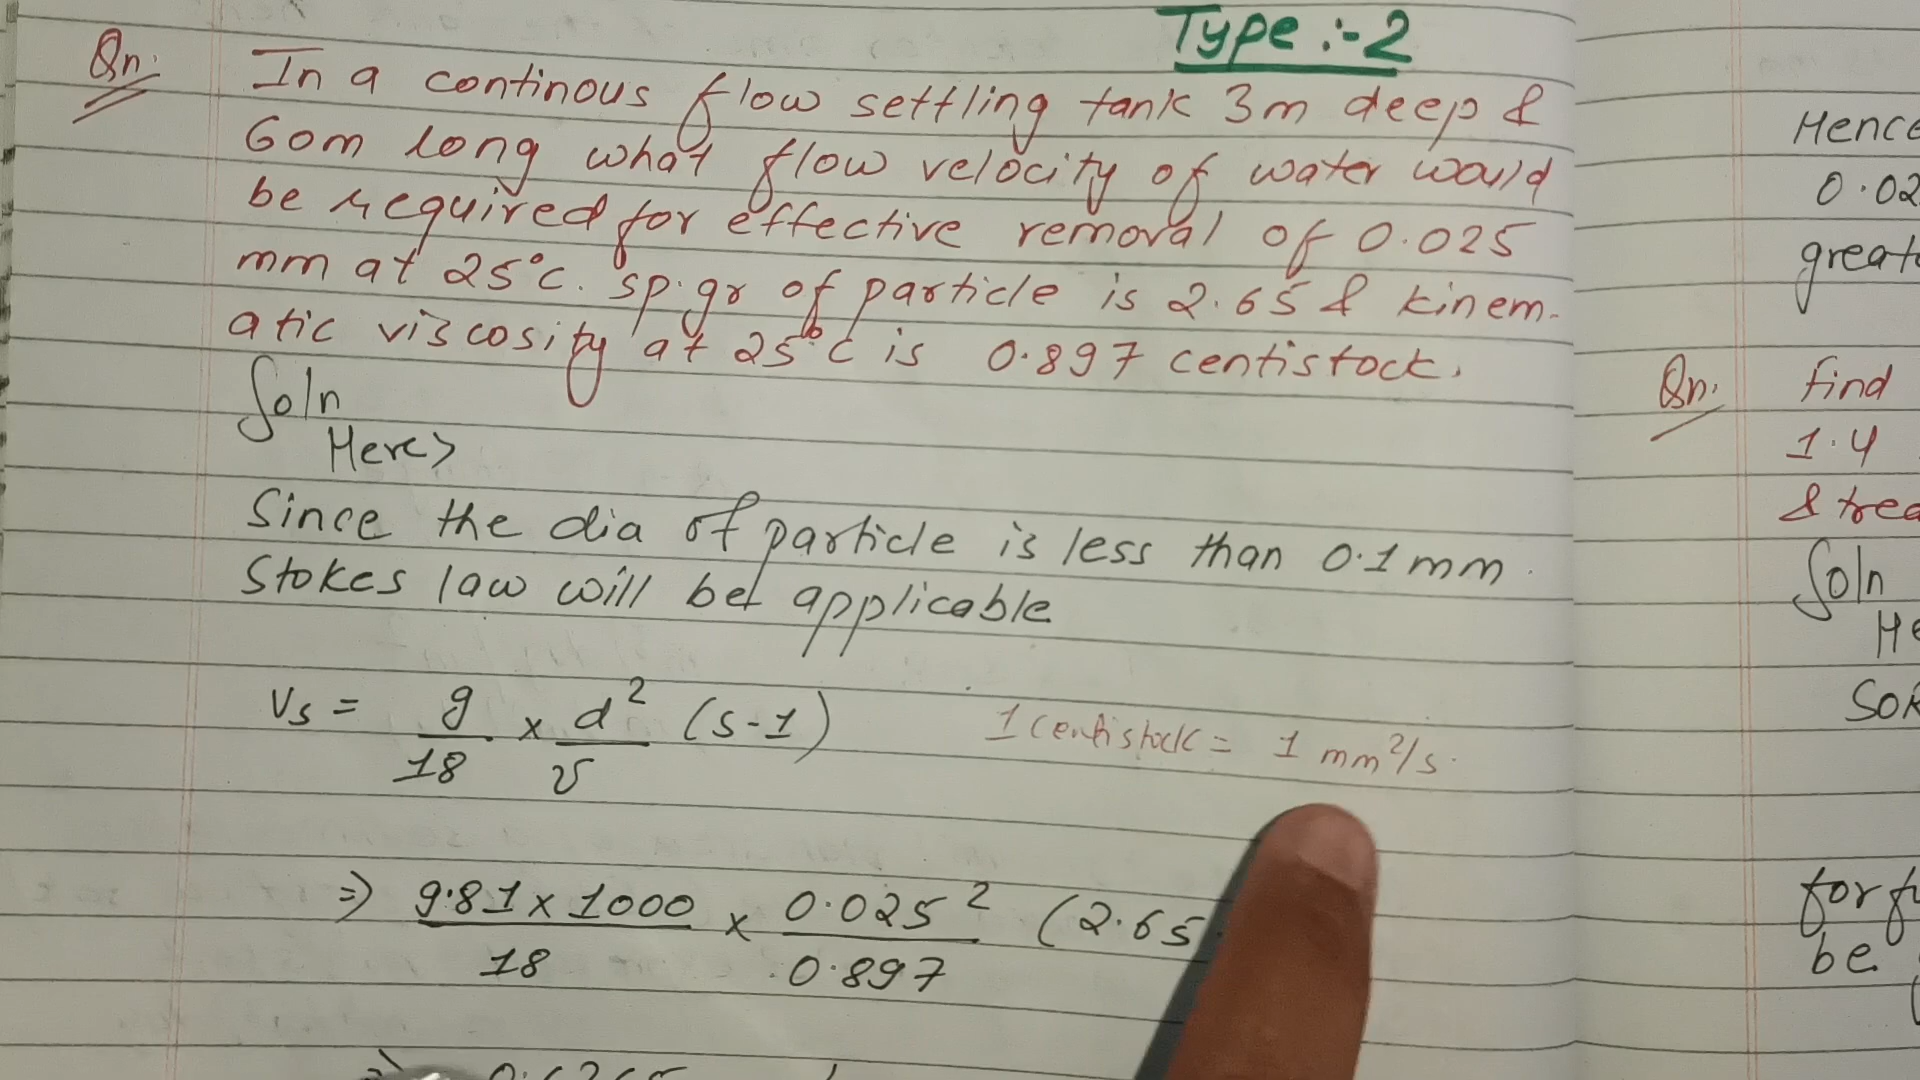 Type :- 2
Qn. In a continous flow settling tank 3m deep &
60m long what flow velocity of water would
be required for effective removal of 0.025
mm at 25°c. sp.gr of particle is 2.65 & kinem-
atic viscosity at 25°c is 0.897 centistock.
Soln
Here>
Since the dia of particle is less than 0.1mm.
Stokes law will be applicable
Vs = g/18 × d²/ν (s-1)
1 centistock = 1 mm²/s.
=> 9.81×1000/18 × 0.025²/0.897 (2.65
Hence
0.02
great
Qn. find
1.4
& trea
Soln
He
for f
be